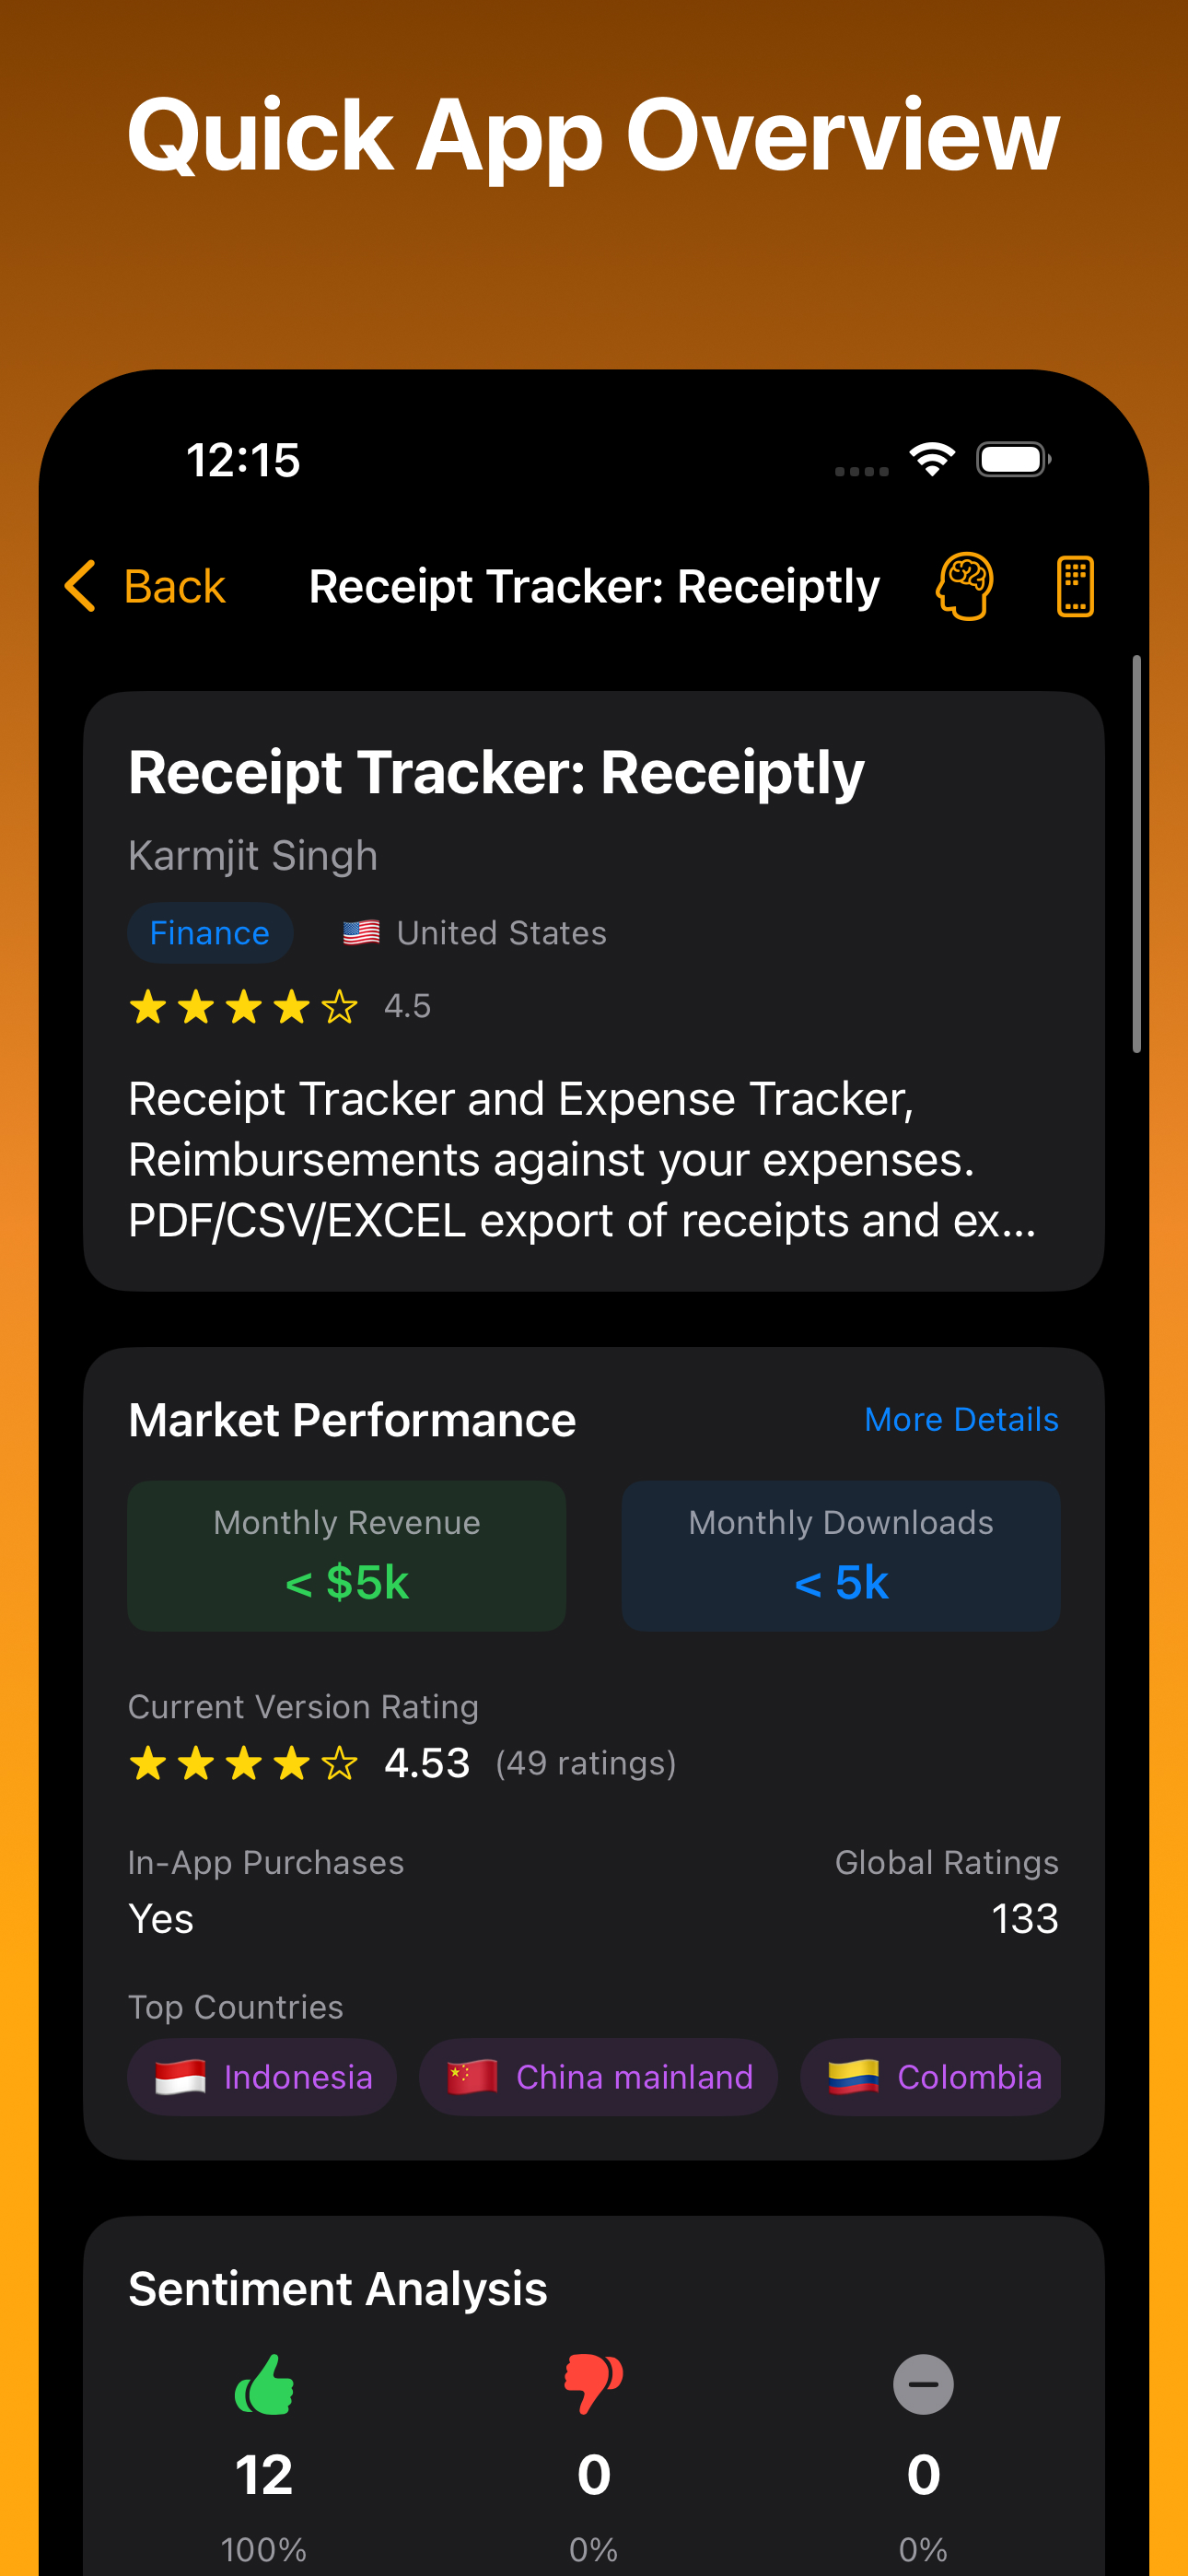 Quick App Overview
12:15
Back
Receipt Tracker: Receiptly
Receipt Tracker: Receiptly
Karmjit Singh
Finance
United States
4.5
Receipt Tracker and Expense Tracker,
Reimbursements against your expenses.
PDF/CSV/EXCEL export of receipts and ex...
Market Performance
More Details
Monthly Revenue
Monthly Downloads
< $5k
< 5k
Current Version Rating
4.53 (49 ratings)
In-App Purchases
Global Ratings
Yes
133
Top Countries
Indonesia
China mainland
Colombia
Sentiment Analysis
12
0
0
100%
0%
0%